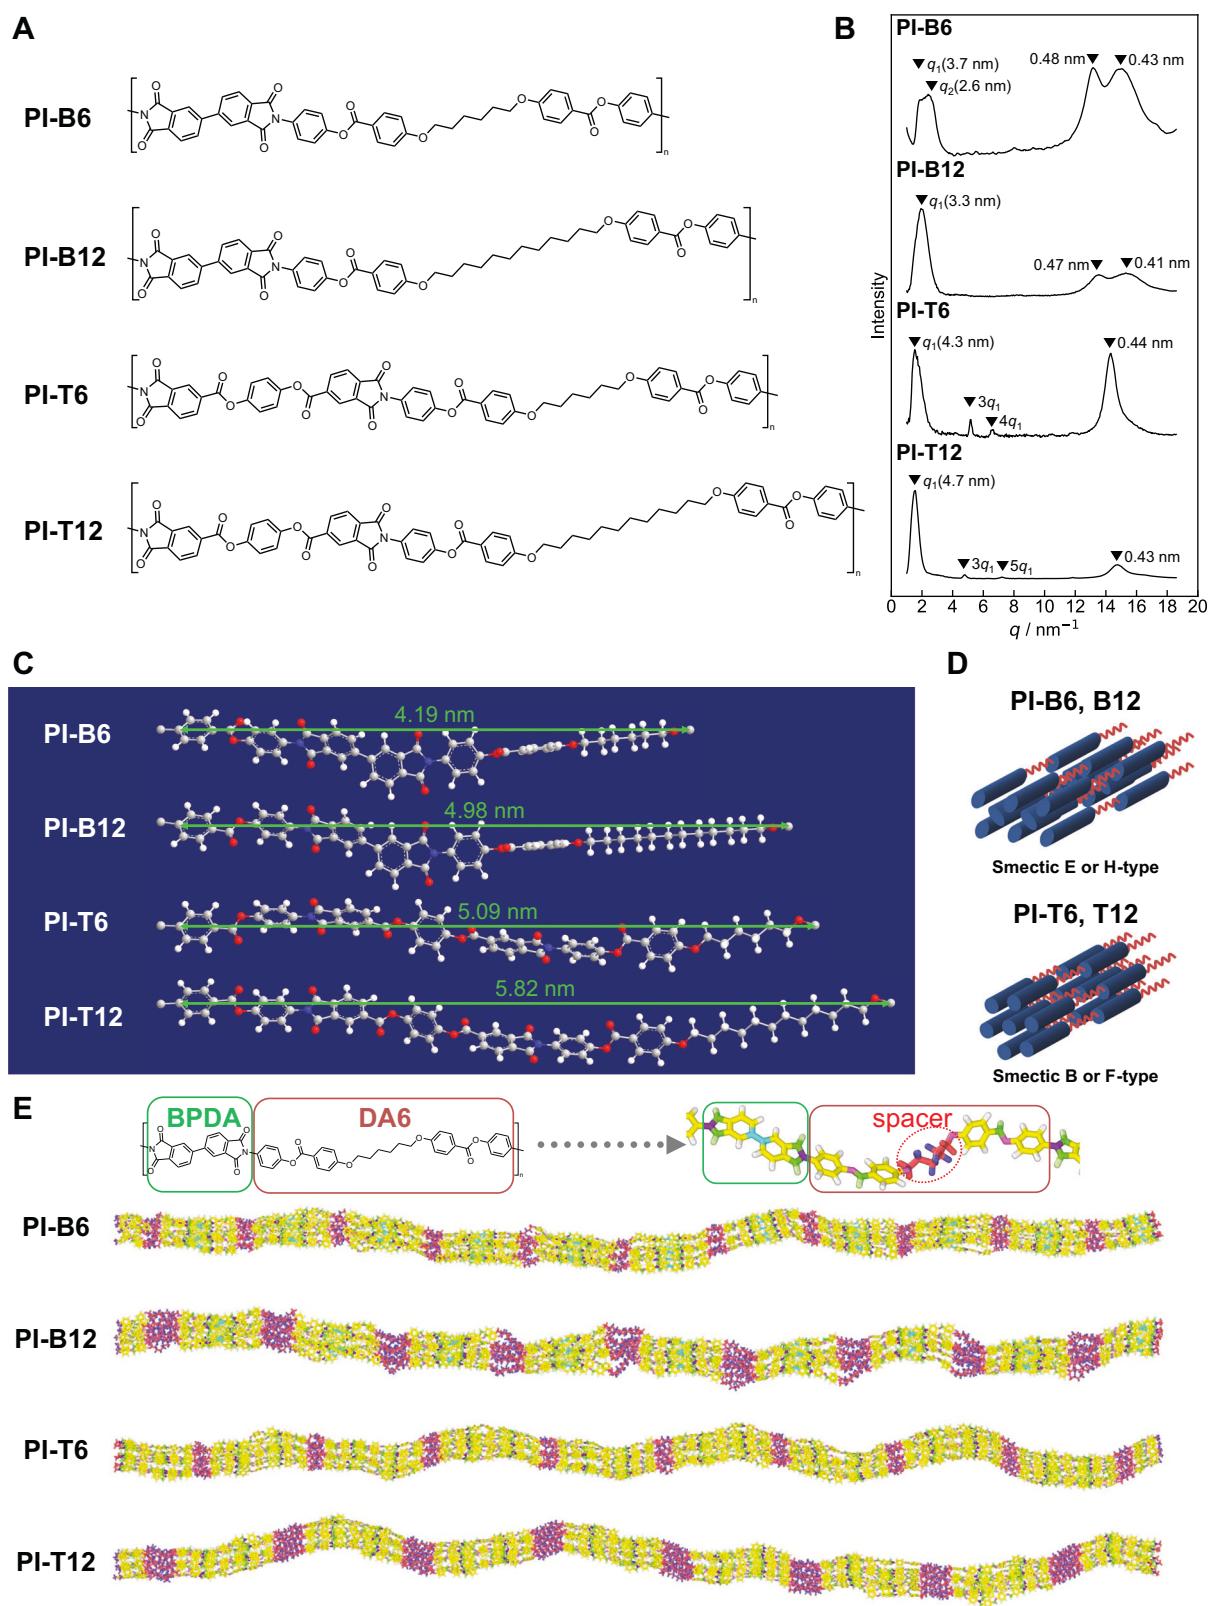 A
B
PI-B6
PI-B12
PI-T6
PI-T12
PI-B6
q1(3.7 nm)
q2(2.6 nm)
0.48 nm
0.43 nm
PI-B12
q1(3.3 nm)
0.47 nm
0.41 nm
PI-T6
q1(4.3 nm)
3q1
4q1
0.44 nm
PI-T12
q1(4.7 nm)
3q1
5q1
0.43 nm
Intensity
0 2 4 6 8 10 12 14 16 18 20
q / nm−1
C
PI-B6
4.19 nm
PI-B12
4.98 nm
PI-T6
5.09 nm
PI-T12
5.82 nm
D
PI-B6, B12
Smectic E or H-type
PI-T6, T12
Smectic B or F-type
E
BPDA
DA6
spacer
PI-B6
PI-B12
PI-T6
PI-T12